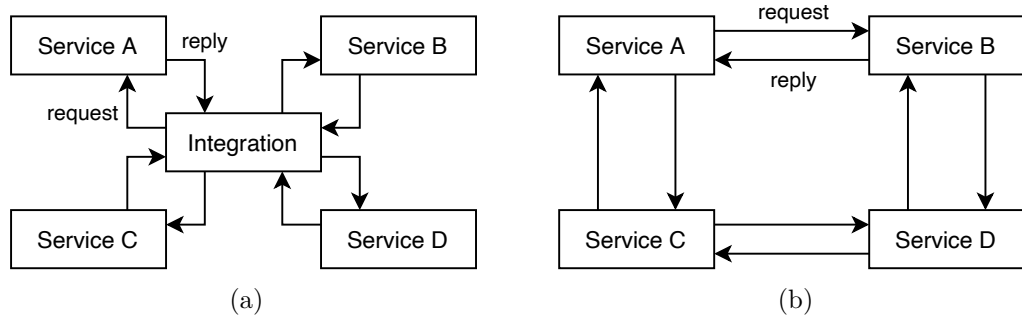 Service A
reply
Service B
request
Integration
Service C
Service D
(a)
request
Service A
Service B
reply
Service C
Service D
(b)